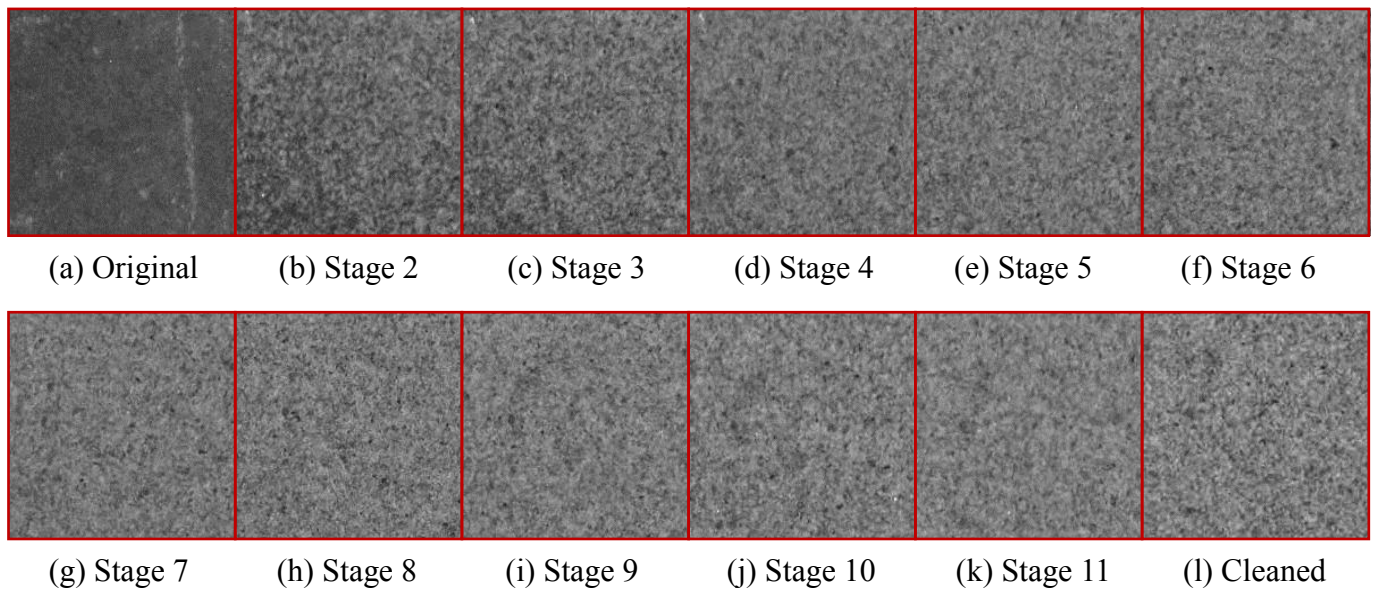 (a) Original (b) Stage 2 (c) Stage 3 (d) Stage 4 (e) Stage 5 (f) Stage 6
(g) Stage 7 (h) Stage 8 (i) Stage 9 (j) Stage 10 (k) Stage 11 (l) Cleaned